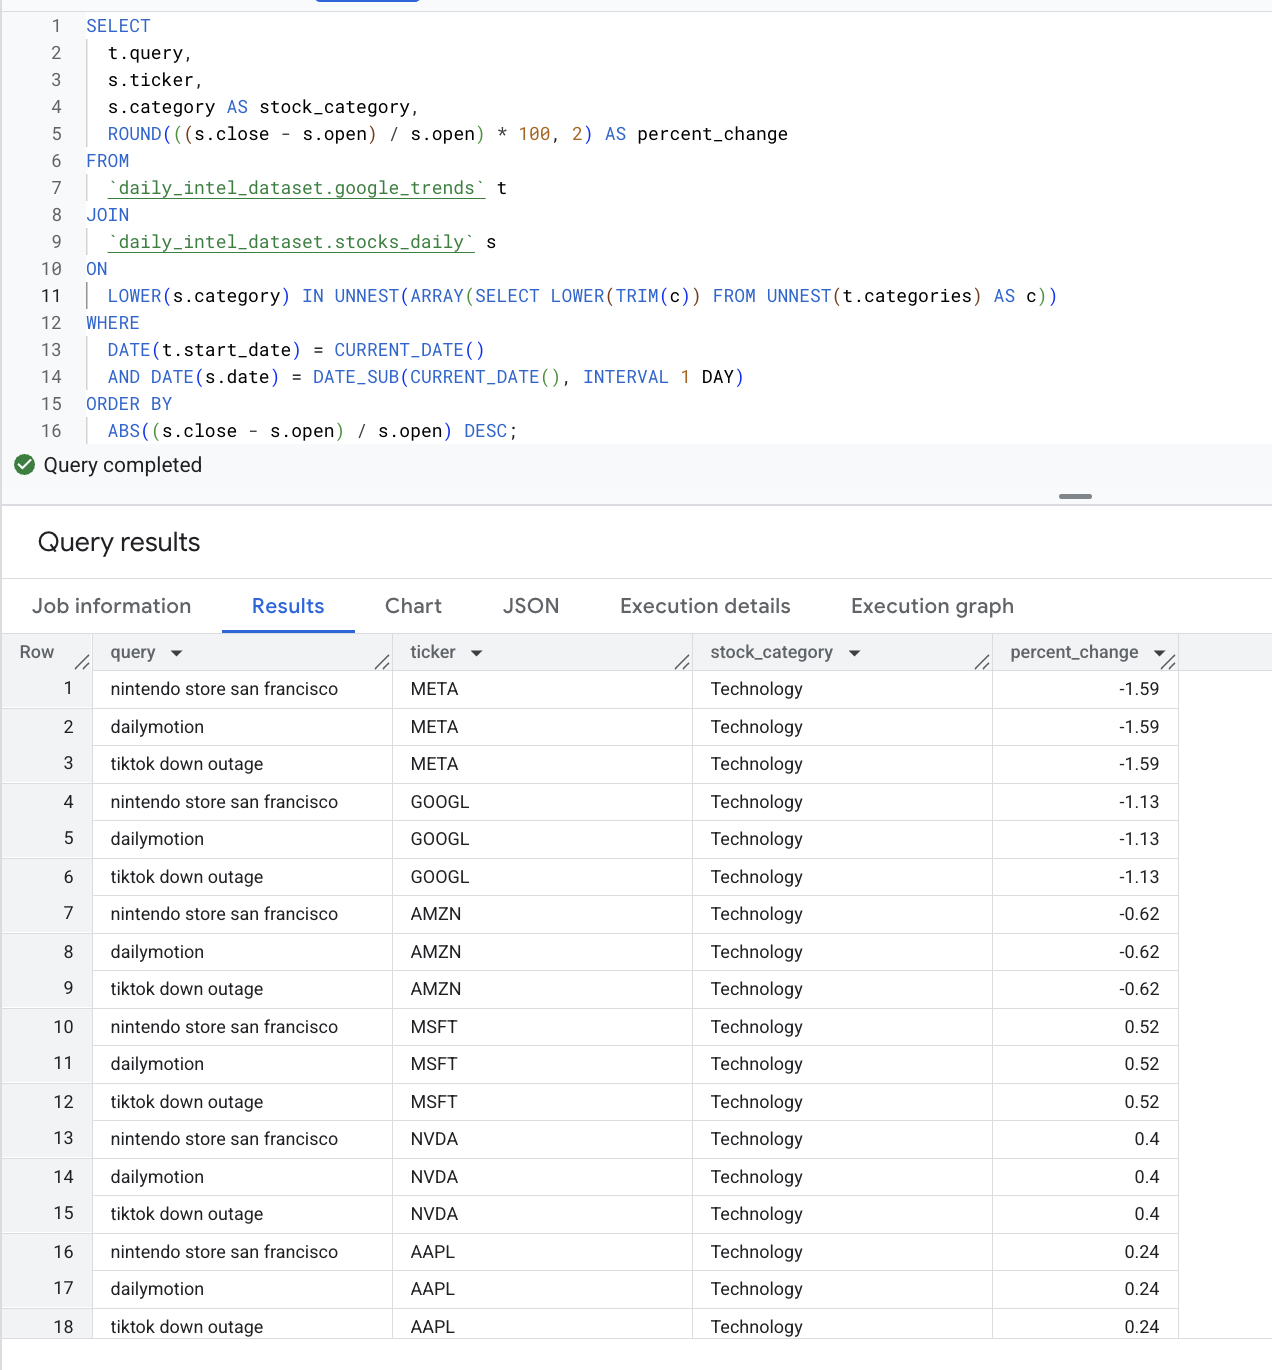 1 SELECT
2 t.query,
3 s.ticker,
4 s.category AS stock_category,
5 ROUND(((s.close - s.open) / s.open) * 100, 2) AS percent_change
6 FROM
7 `daily_intel_dataset.google_trends` t
8 JOIN
9 `daily_intel_dataset.stocks_daily` s
10 ON
11 LOWER(s.category) IN UNNEST(ARRAY(SELECT LOWER(TRIM(c)) FROM UNNEST(t.categories) AS c))
12 WHERE
13 DATE(t.start_date) = CURRENT_DATE()
14 AND DATE(s.date) = DATE_SUB(CURRENT_DATE(), INTERVAL 1 DAY)
15 ORDER BY
16 ABS((s.close - s.open) / s.open) DESC;
Query completed
Query results
Job information Results Chart JSON Execution details Execution graph
Row query ticker stock_category percent_change
1 nintendo store san francisco META Technology -1.59
2 dailymotion META Technology -1.59
3 tiktok down outage META Technology -1.59
4 nintendo store san francisco GOOGL Technology -1.13
5 dailymotion GOOGL Technology -1.13
6 tiktok down outage GOOGL Technology -1.13
7 nintendo store san francisco AMZN Technology -0.62
8 dailymotion AMZN Technology -0.62
9 tiktok down outage AMZN Technology -0.62
10 nintendo store san francisco MSFT Technology 0.52
11 dailymotion MSFT Technology 0.52
12 tiktok down outage MSFT Technology 0.52
13 nintendo store san francisco NVDA Technology 0.4
14 dailymotion NVDA Technology 0.4
15 tiktok down outage NVDA Technology 0.4
16 nintendo store san francisco AAPL Technology 0.24
17 dailymotion AAPL Technology 0.24
18 tiktok down outage AAPL Technology 0.24